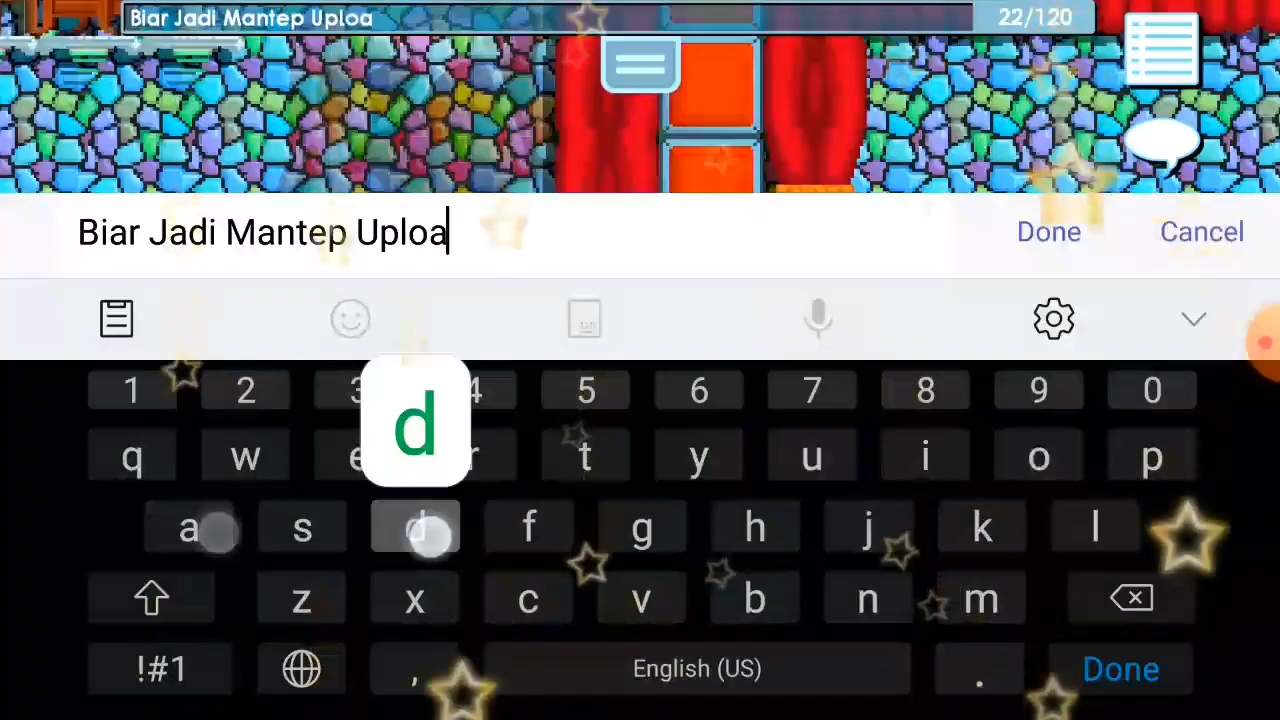 Biar Jadi Mantep Uploa 22/120
Biar Jadi Mantep Uploa Done Cancel
1 2 3 4 5 6 7 8 9 0
d
q w e r t y u i o p
a s d f g h j k l
z x c v b n m
!#1 , English (US) . Done